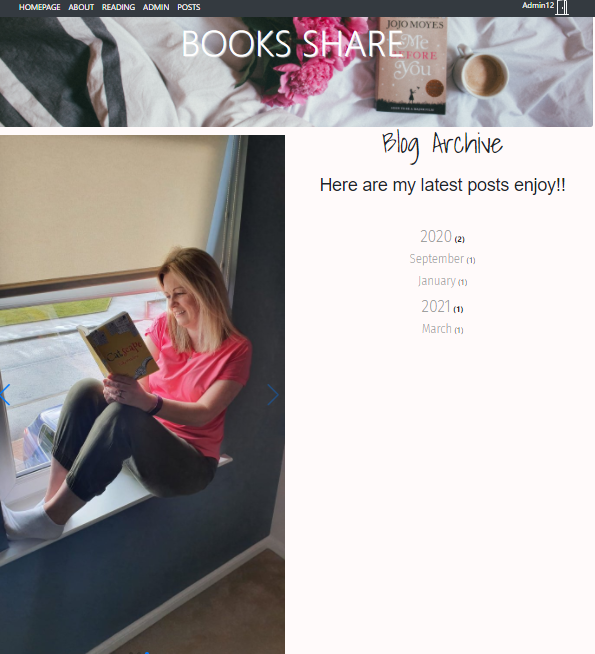 HOMEPAGE ABOUT READING ADMIN POSTS Admin12
BOOKS SHARE
JOJO MOYES
Me
BEFORE
You
Blog Archive
Here are my latest posts enjoy!!
2020 (2)
September (1)
January (1)
2021 (1)
March (1)